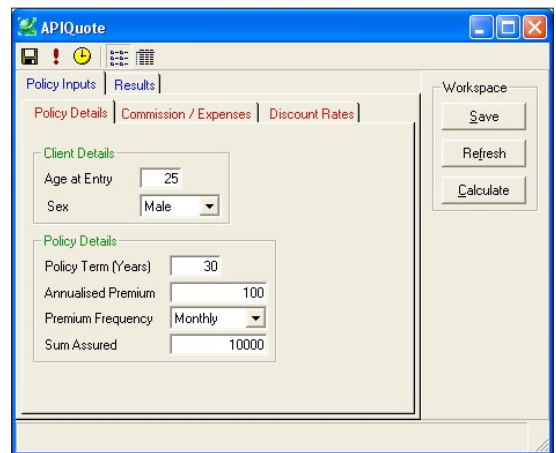 APIQuote
Policy Inputs Results
Policy Details Commission / Expenses Discount Rates
Client Details
Age at Entry 25
Sex Male
Policy Details
Policy Term (Years) 30
Annualised Premium 100
Premium Frequency Monthly
Sum Assured 10000
Workspace
Save
Refresh
Calculate